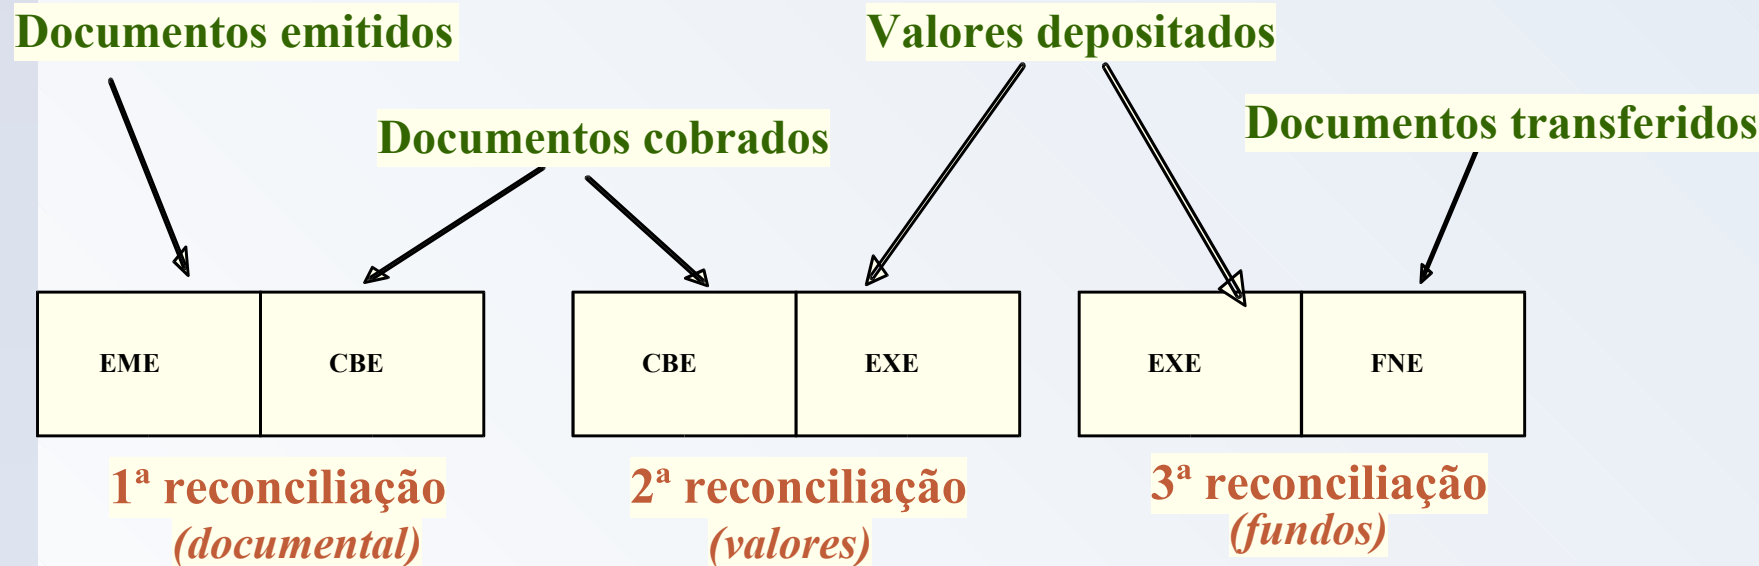 Documentos emitidos
Valores depositados
Documentos cobrados
Documentos transferidos
EME
CBE
CBE
EXE
EXE
FNE
1ª reconciliação
(documental)
2ª reconciliação
(valores)
3ª reconciliação
(fundos)